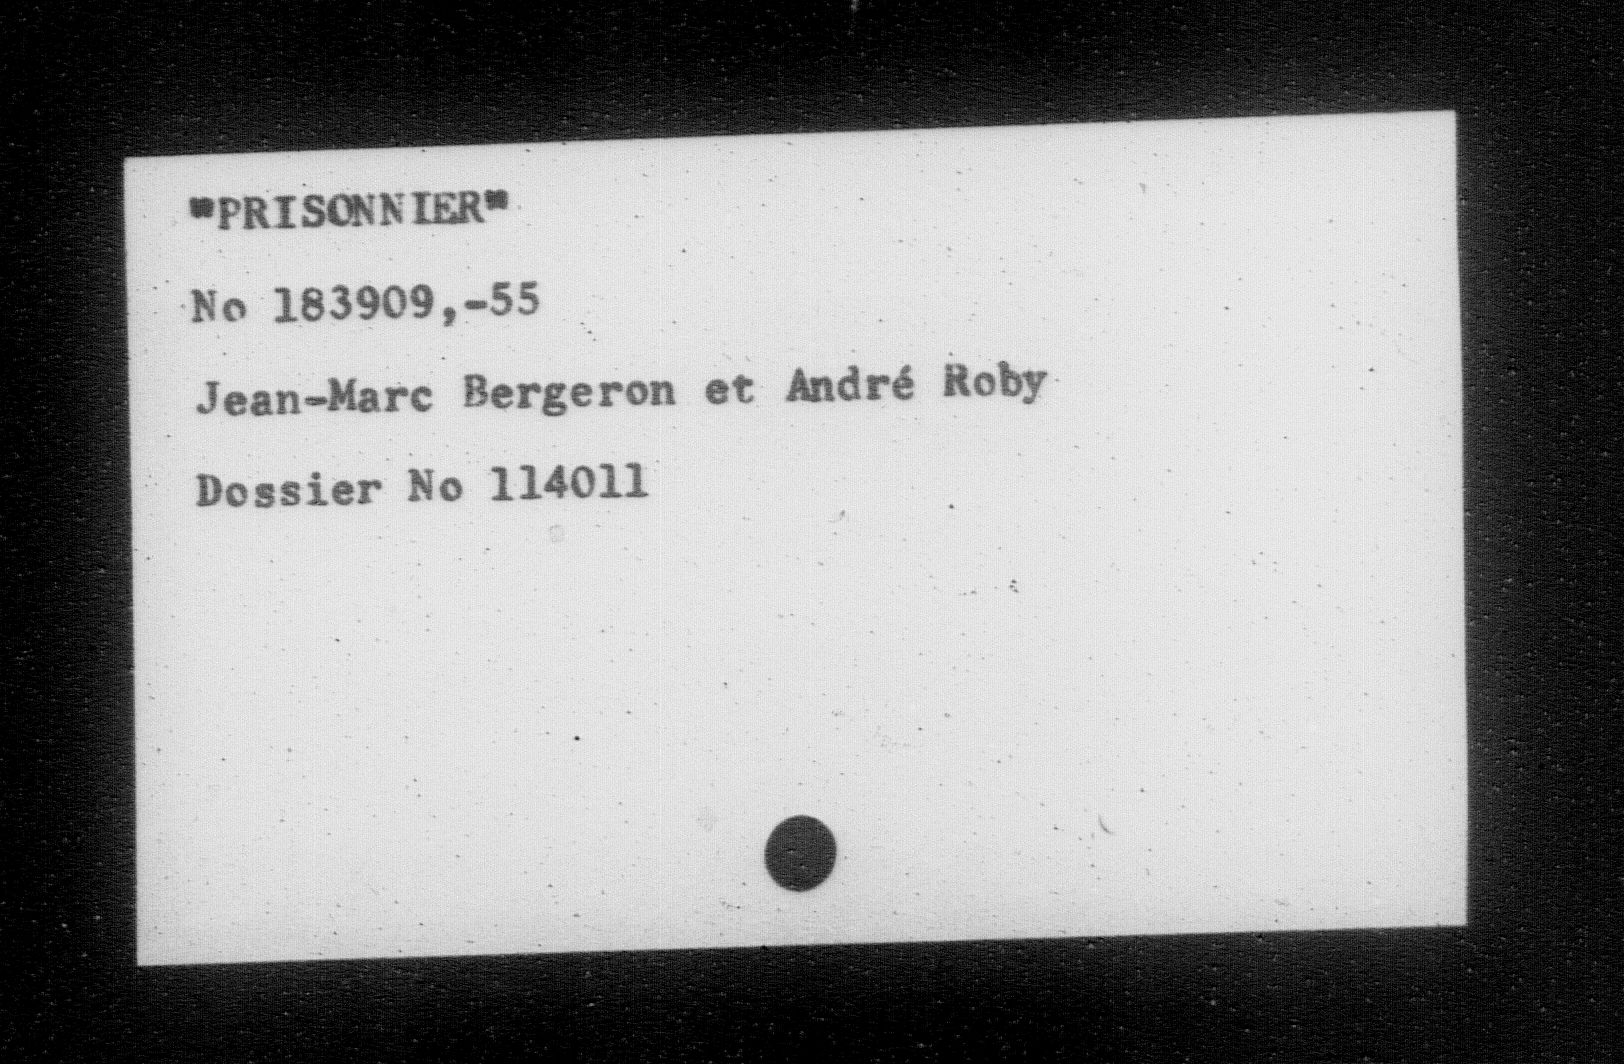 "PRISONNIER"
No 183909,-55
Jean-Marc Bergeron et André Roby
Dossier No 114011